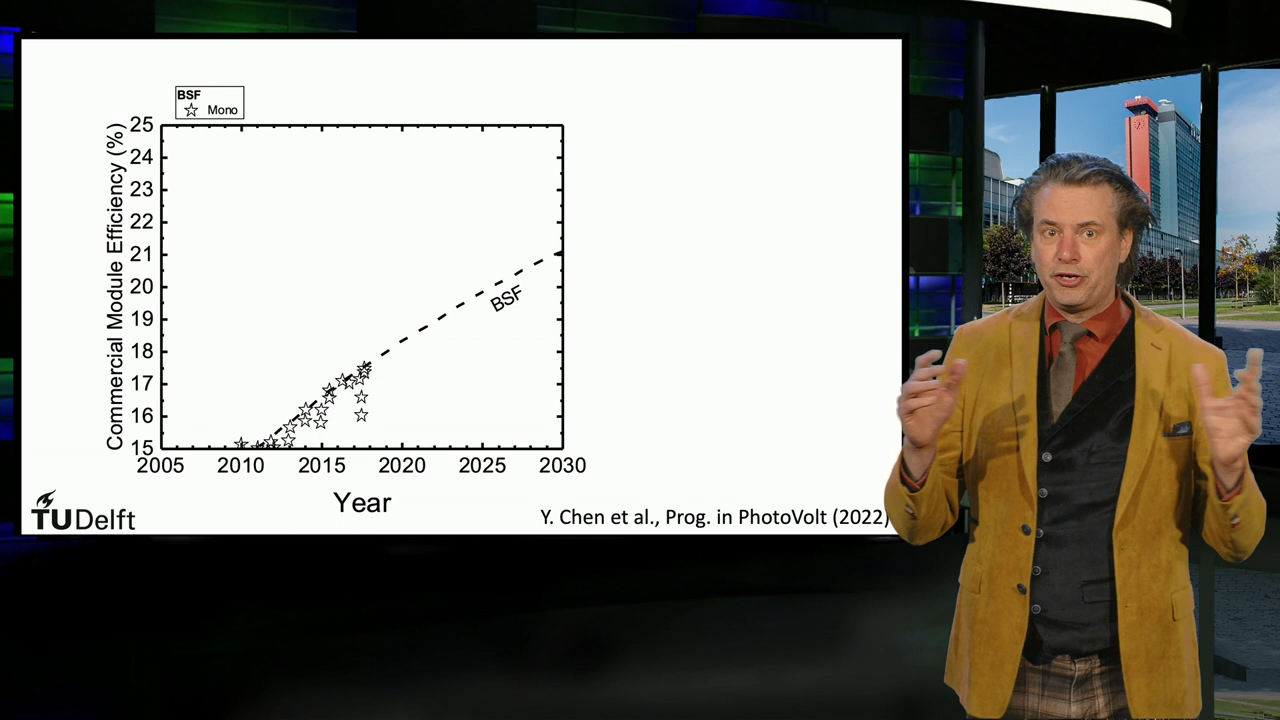 BSF
Mono
Commercial Module Efficiency (%)
25
24
23
22
21
20
19
18
17
16
15
BSF
2005 2010 2015 2020 2025 2030
Year
TUDelft
Y. Chen et al., Prog. in PhotoVolt (2022)